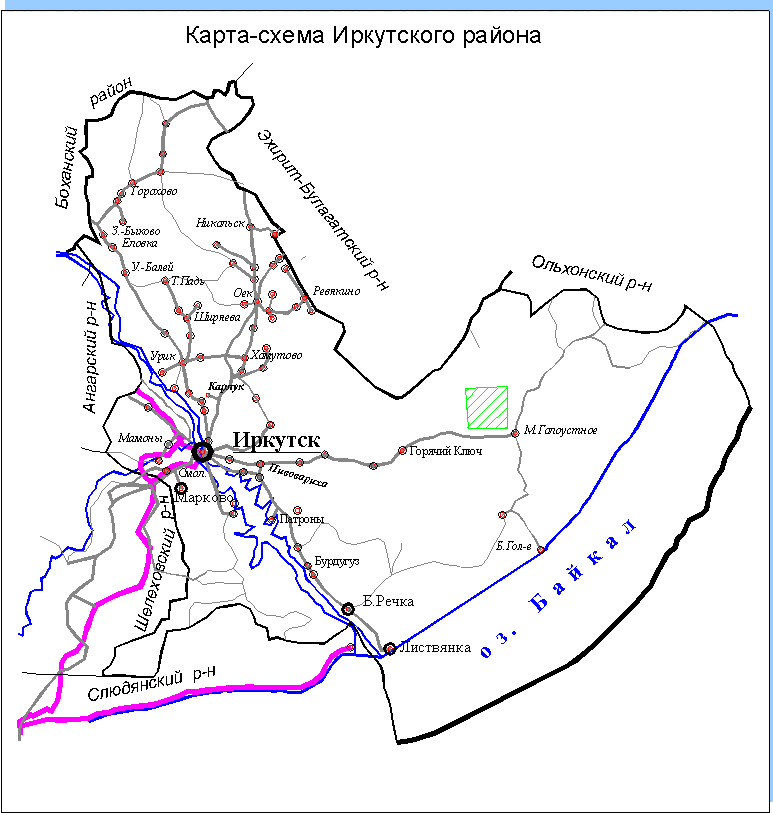 Карта-схема Иркутского района
Боханский район
Эхирит-Булагатский р-н
Ольхонский р-н
Горахово
Никольск
З.-Быково
Еловка
У.-Балей
Т.Падь
Оек
Ревякино
Ангарский р-н
Ширяева
Урик
Хомутово
Карлук
Мамоны
Иркутск
М.Голоустное
Горячий Ключ
Смол.
Пивовариха
Марково
Патроны
Шелеховский р-н
Б.Гол-е
Бурдугуз
Б.Речка
оз. Байкал
Листвянка
Слюдянский р-н